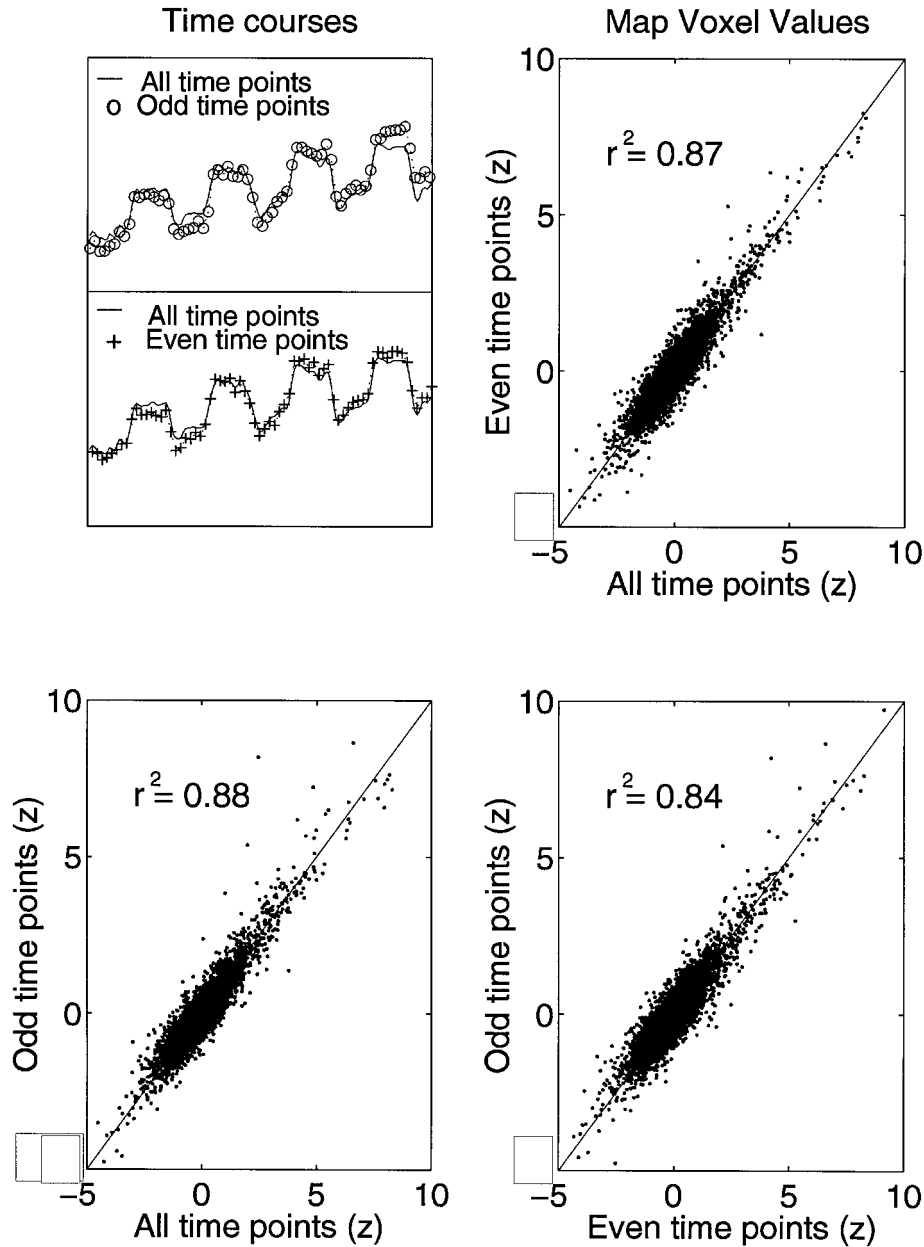 Time courses
— All time points
o Odd time points
— All time points
+ Even time points
Map Voxel Values
10
5
0
r² = 0.87
Even time points (z)
−5 0 5 10
All time points (z)
10
5
0
r² = 0.88
Odd time points (z)
−5 0 5 10
All time points (z)
10
5
0
r² = 0.84
Odd time points (z)
−5 0 5 10
Even time points (z)